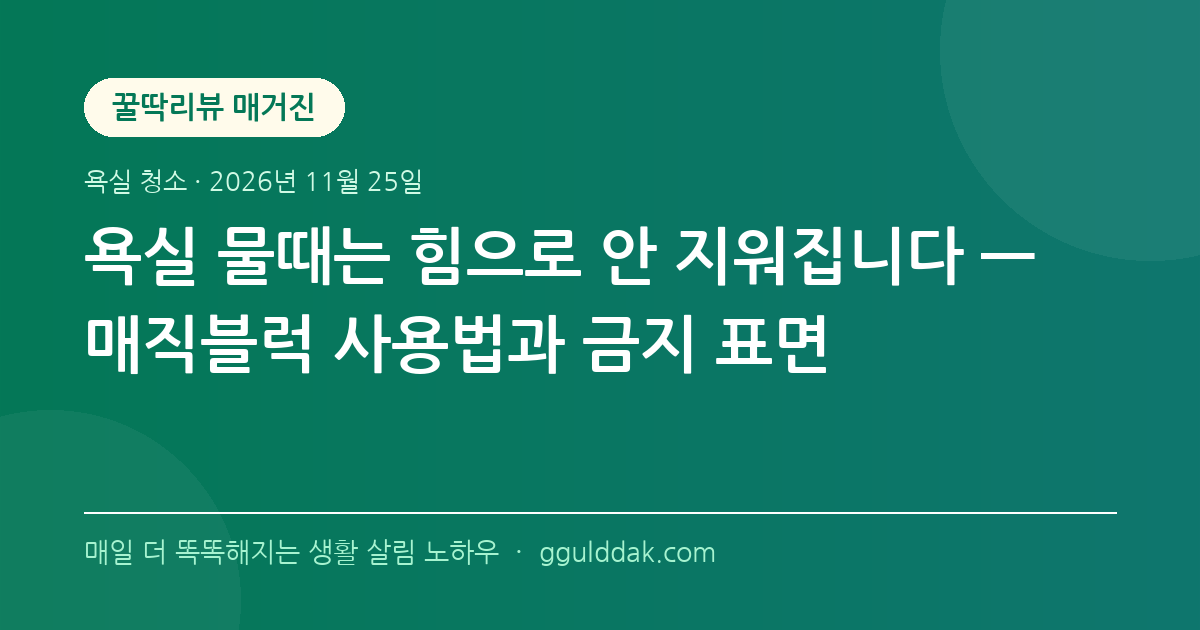 꿀딱리뷰 매거진
욕실 청소 · 2026년 11월 25일
욕실 물때는 힘으로 안 지워집니다 —
매직블럭 사용법과 금지 표면
매일 더 똑똑해지는 생활 살림 노하우 · ggulddak.com